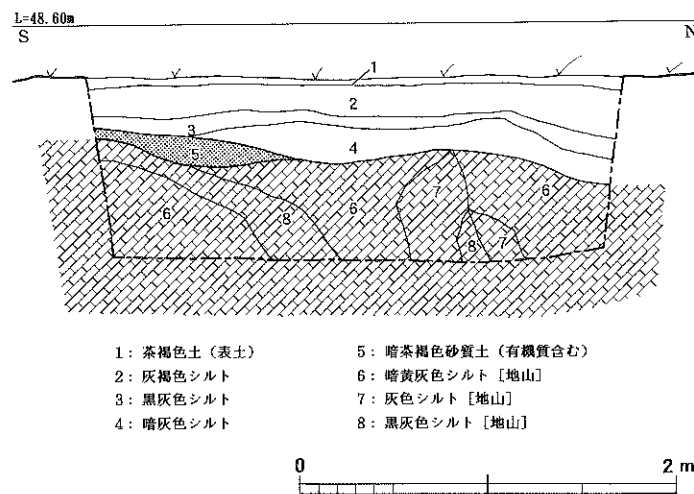 L=48.60m
S
N
1
2
3
4
5
6
6
6
7
8
8
7
1：茶褐色土（表土）
2：灰褐色シルト
3：黒灰色シルト
4：暗灰色シルト
5：暗茶褐色砂質土（有機質含む）
6：暗黄灰色シルト［地山］
7：灰色シルト［地山］
8：黒灰色シルト［地山］
0
2 m